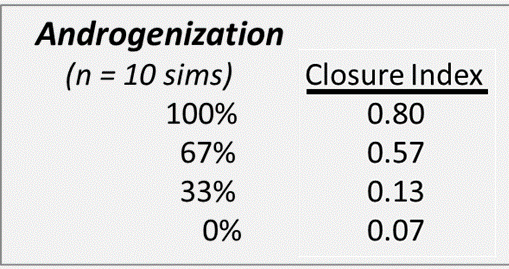 Androgenization
(n = 10 sims) Closure Index
100% 0.80
67% 0.57
33% 0.13
0% 0.07